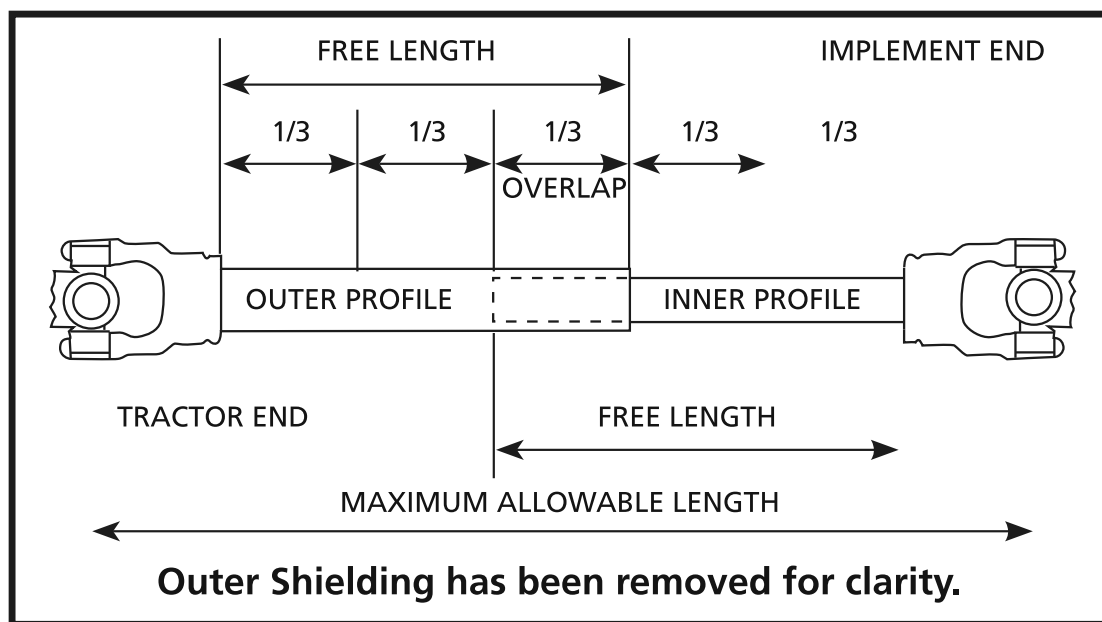 FREE LENGTH
IMPLEMENT END
1/3
1/3
1/3
1/3
1/3
OVERLAP
OUTER PROFILE
INNER PROFILE
TRACTOR END
FREE LENGTH
MAXIMUM ALLOWABLE LENGTH
Outer Shielding has been removed for clarity.